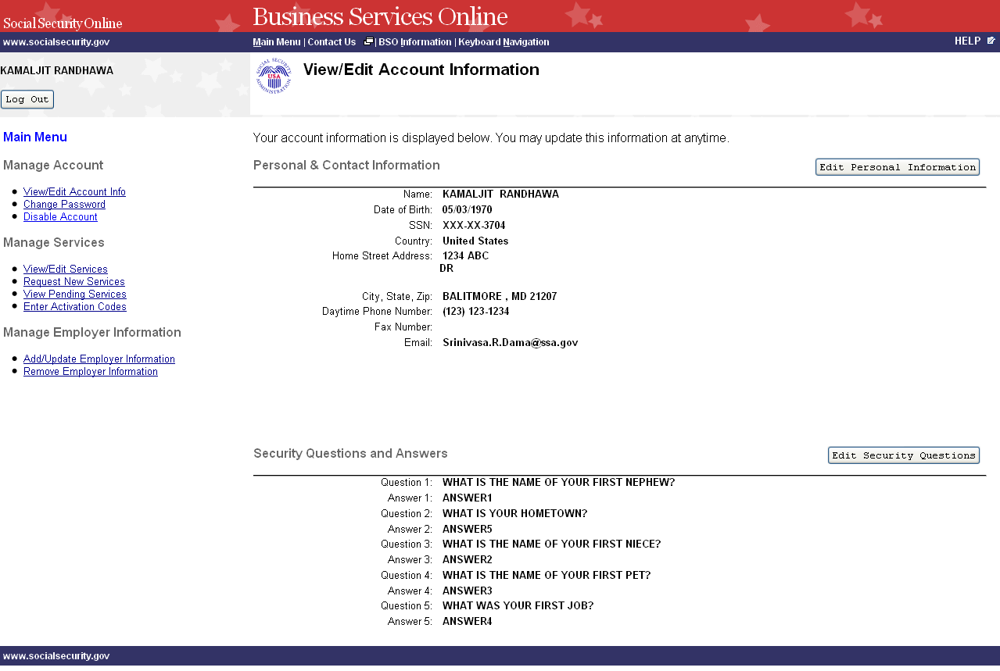 Social Security Online
Business Services Online
www.socialsecurity.gov
Main Menu | Contact Us | BSO Information | Keyboard Navigation
HELP
KAMALJIT RANDHAWA
Log Out
SOCIAL SECURITY ADMINISTRATION
USA
View/Edit Account Information
Main Menu
Manage Account
View/Edit Account Info
Change Password
Disable Account
Manage Services
View/Edit Services
Request New Services
View Pending Services
Enter Activation Codes
Manage Employer Information
Add/Update Employer Information
Remove Employer Information
Your account information is displayed below. You may update this information at anytime.
Personal & Contact Information
Edit Personal Information
Name: KAMALJIT RANDHAWA
Date of Birth: 05/03/1970
SSN: XXX-XX-3704
Country: United States
Home Street Address: 1234 ABC
DR
City, State, Zip: BALITMORE , MD 21207
Daytime Phone Number: (123) 123-1234
Fax Number:
Email: Srinivasa.R.Dama@ssa.gov
Security Questions and Answers
Edit Security Questions
Question 1: WHAT IS THE NAME OF YOUR FIRST NEPHEW?
Answer 1: ANSWER1
Question 2: WHAT IS YOUR HOMETOWN?
Answer 2: ANSWER5
Question 3: WHAT IS THE NAME OF YOUR FIRST NIECE?
Answer 3: ANSWER2
Question 4: WHAT IS THE NAME OF YOUR FIRST PET?
Answer 4: ANSWER3
Question 5: WHAT WAS YOUR FIRST JOB?
Answer 5: ANSWER4
www.socialsecurity.gov